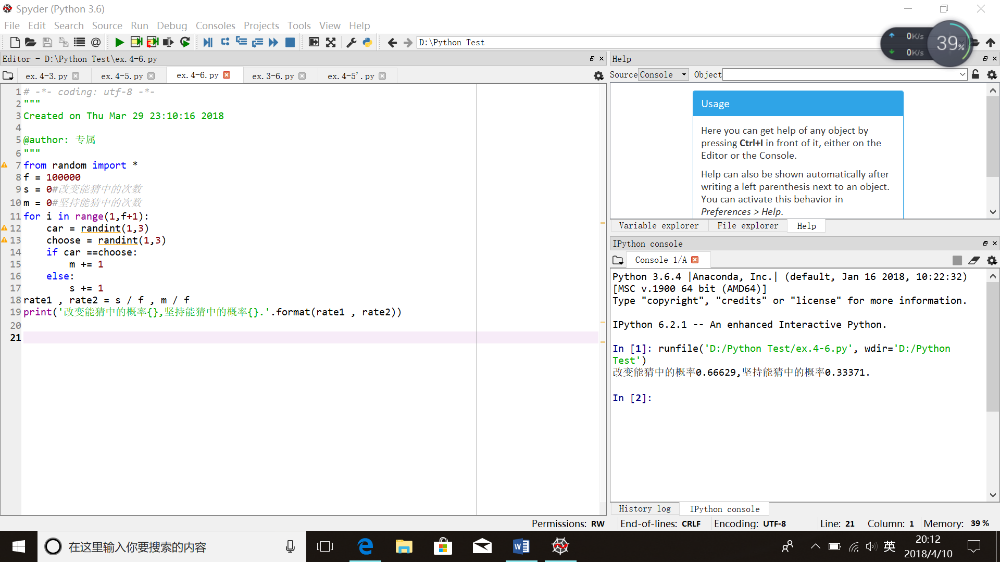 Spyder (Python 3.6)
File Edit Search Source Run Debug Consoles Projects Tools View Help
D:\Python Test
0K/s
0K/s
39%
Editor - D:\Python Test\ex.4-6.py
ex.4-3.py ex.4-5.py ex.4-6.py ex.3-6.py ex.4-5'.py
1 # -*- coding: utf-8 -*-
2 """
3 Created on Thu Mar 29 23:10:16 2018
4
5 @author: 专属
6 """
7 from random import *
8 f = 100000
9 s = 0#改变能猜中的次数
10 m = 0#坚持能猜中的次数
11 for i in range(1,f+1):
12     car = randint(1,3)
13     choose = randint(1,3)
14     if car ==choose:
15         m += 1
16     else:
17         s += 1
18 rate1 , rate2 = s / f , m / f
19 print('改变能猜中的概率{},坚持能猜中的概率{}.'.format(rate1 , rate2))
20
21
Help
Source Console Object
Usage
Here you can get help of any object by
pressing Ctrl+I in front of it, either on the
Editor or the Console.
Help can also be shown automatically after
writing a left parenthesis next to an object.
You can activate this behavior in
Preferences > Help.
Variable explorer File explorer Help
IPython console
Console 1/A
Python 3.6.4 |Anaconda, Inc.| (default, Jan 16 2018, 10:22:32)
[MSC v.1900 64 bit (AMD64)]
Type "copyright", "credits" or "license" for more information.
IPython 6.2.1 -- An enhanced Interactive Python.
In [1]: runfile('D:/Python Test/ex.4-6.py', wdir='D:/Python
Test')
改变能猜中的概率0.66629,坚持能猜中的概率0.33371.
In [2]:
History log IPython console
Permissions: RW End-of-lines: CRLF Encoding: UTF-8 Line: 21 Column: 1 Memory: 39 %
在这里输入你要搜索的内容
英
20:12
2018/4/10